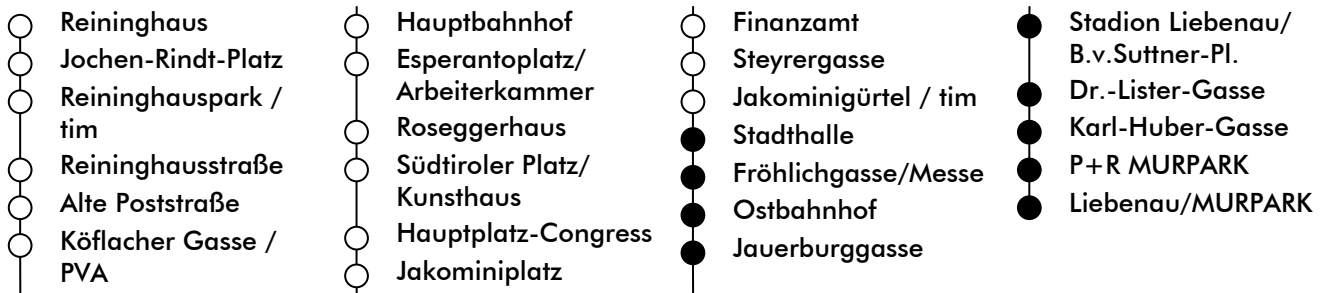 Reininghaus
Jochen-Rindt-Platz
Reininghauspark /
tim
Reininghausstraße
Alte Poststraße
Köflacher Gasse /
PVA
Hauptbahnhof
Esperantoplatz/
Arbeiterkammer
Roseggerhaus
Südtiroler Platz/
Kunsthaus
Hauptplatz-Congress
Jakominiplatz
Finanzamt
Steyrergasse
Jakominigürtel / tim
Stadthalle
Fröhlichgasse/Messe
Ostbahnhof
Jauerburggasse
Stadion Liebenau/
B.v.Suttner-Pl.
Dr.-Lister-Gasse
Karl-Huber-Gasse
P+R MURPARK
Liebenau/MURPARK